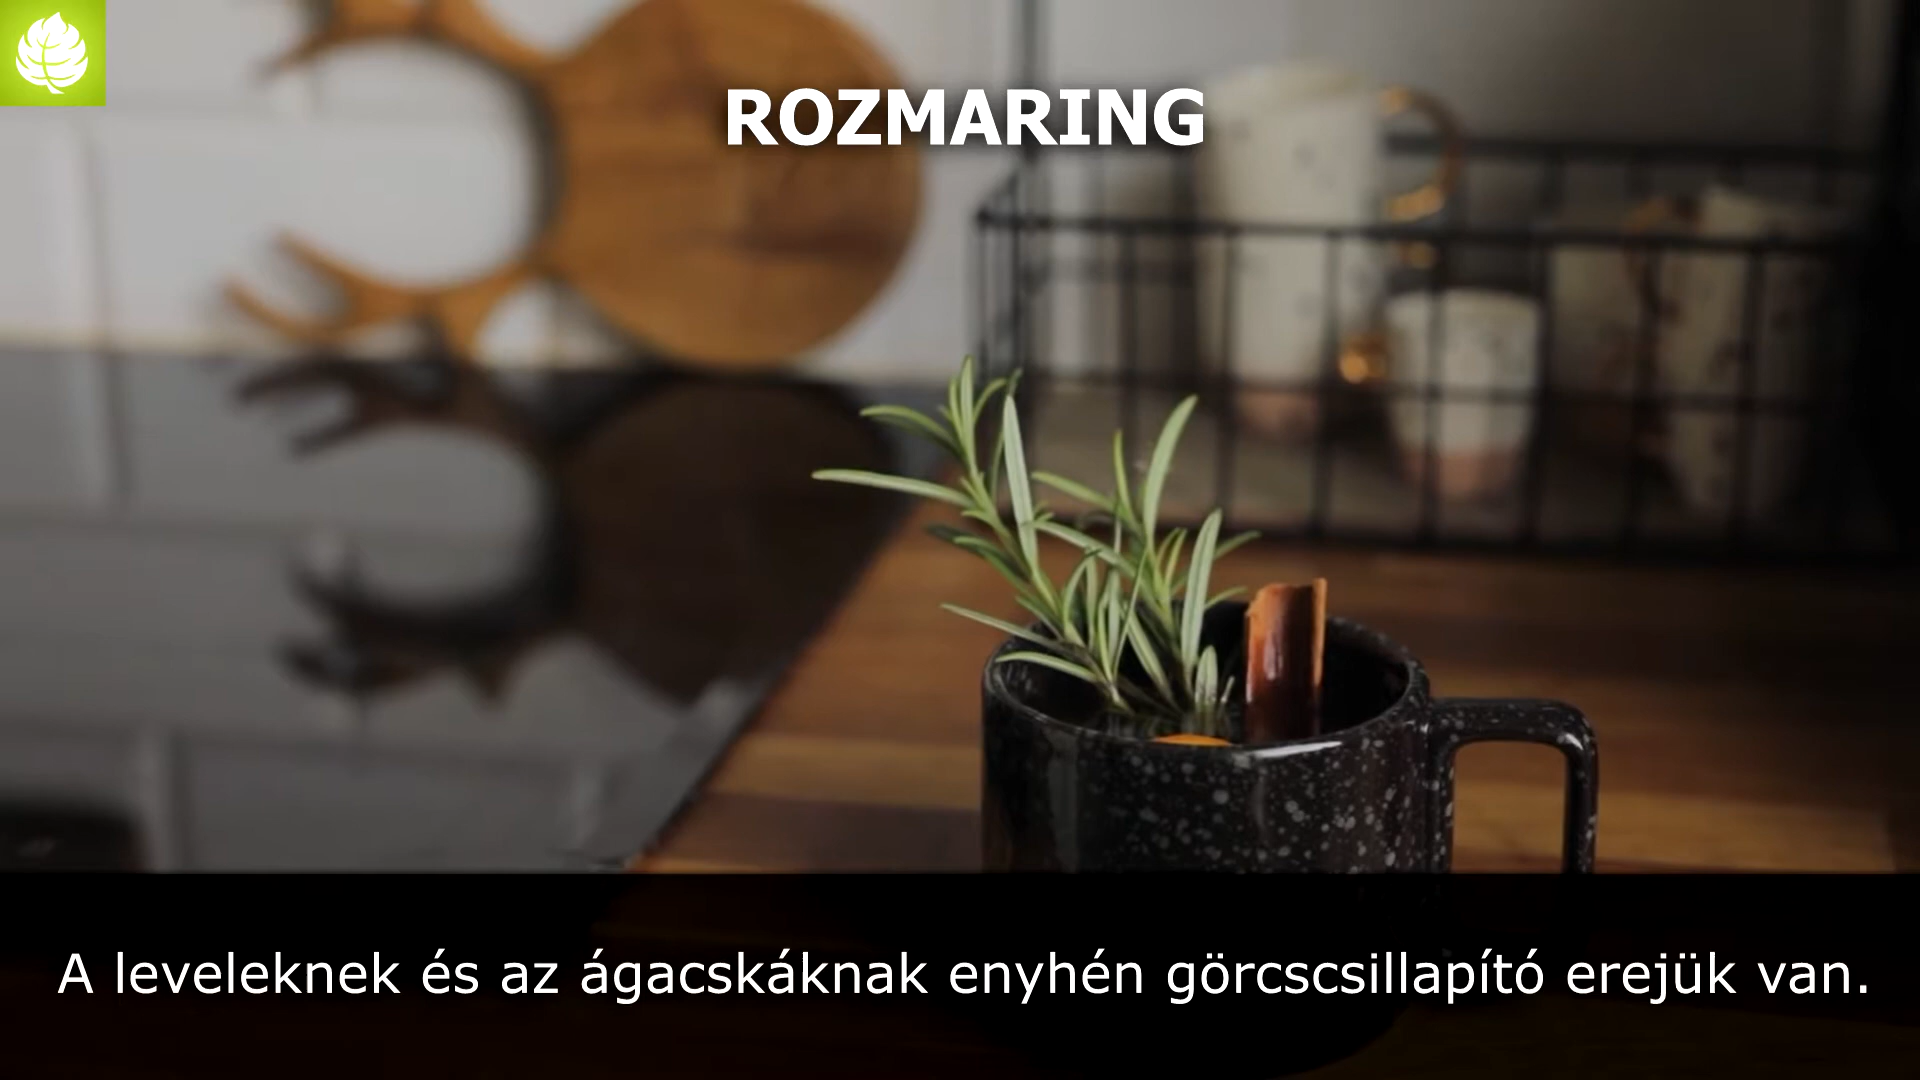 ROZMARING
A leveleknek és az ágacskáknak enyhén görcscsillapító erejük van.